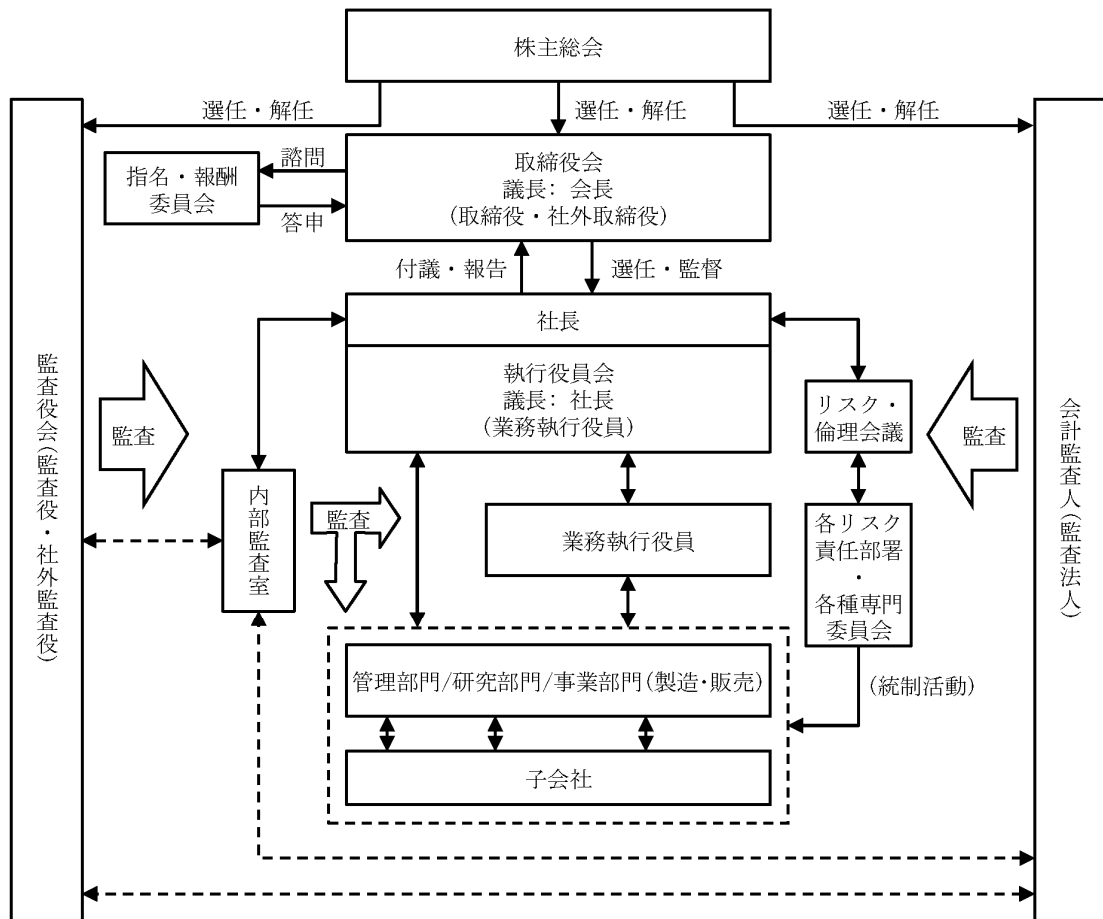 株主総会
選任・解任
選任・解任
選任・解任
指名・報酬
委員会
諮問
答申
取締役会
議長: 会長
(取締役・社外取締役)
付議・報告
選任・監督
社長
執行役員会
議長: 社長
(業務執行役員)
監査役会(監査役・社外監査役)
監査
内部監査室
監査
業務執行役員
リスク・
倫理会議
各リスク
責任部署
・
各種専門
委員会
監査
会計監査人(監査法人)
管理部門/研究部門/事業部門(製造・販売)
(統制活動)
子会社